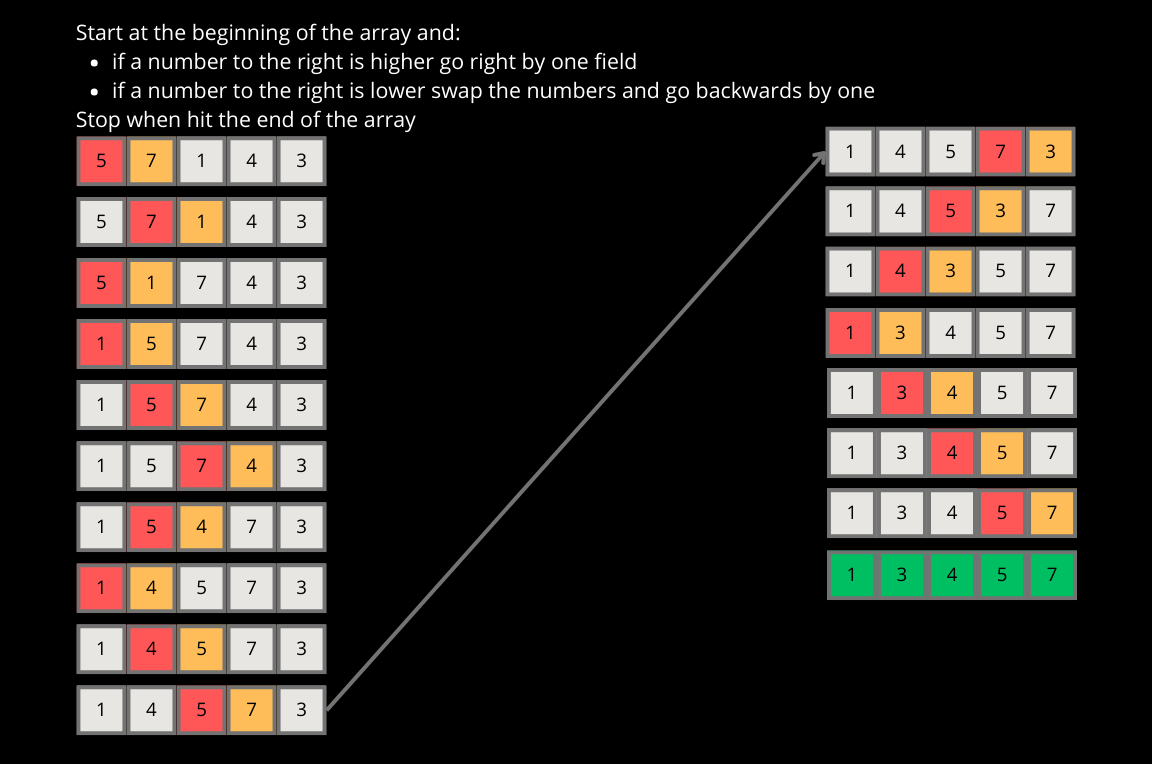 Start at the beginning of the array and:
• if a number to the right is higher go right by one field
• if a number to the right is lower swap the numbers and go backwards by one
Stop when hit the end of the array
5 7 1 4 3
5 7 1 4 3
5 1 7 4 3
1 5 7 4 3
1 5 7 4 3
1 5 7 4 3
1 5 4 7 3
1 4 5 7 3
1 4 5 7 3
1 4 5 7 3
1 4 5 7 3
1 4 5 3 7
1 4 3 5 7
1 3 4 5 7
1 3 4 5 7
1 3 4 5 7
1 3 4 5 7
1 3 4 5 7